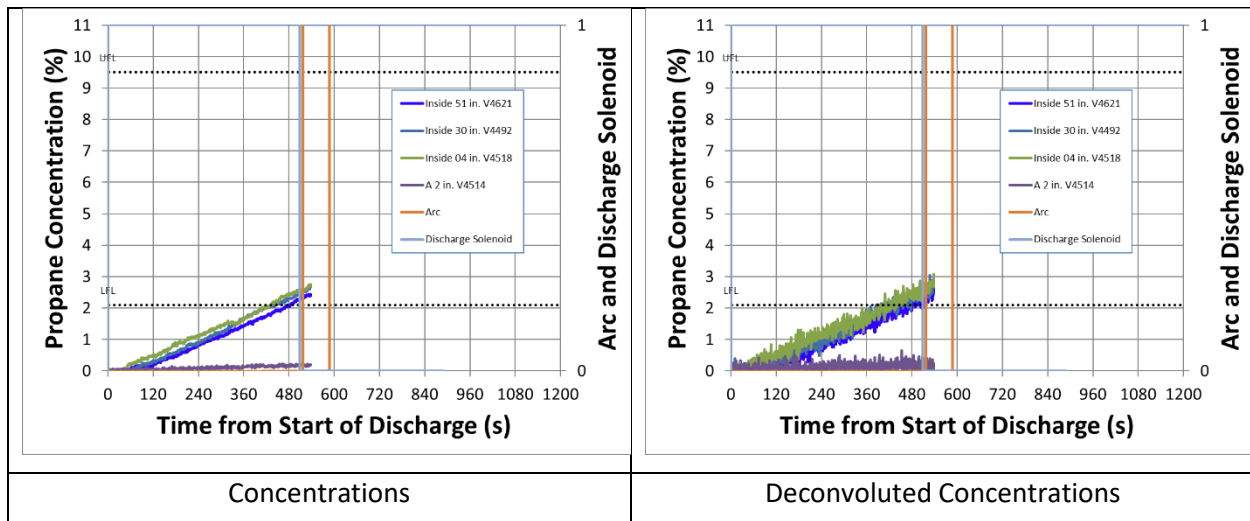 Propane Concentration (%)
11
10
9
8
7
6
5
4
3
2
1
0
UFL
LFL
Inside 51 in. V4621
Inside 30 in. V4492
Inside 04 in. V4518
A 2 in. V4514
Arc
Discharge Solenoid
1
0
Arc and Discharge Solenoid
0 120 240 360 480 600 720 840 960 1080 1200
Time from Start of Discharge (s)
Concentrations
Propane Concentration (%)
11
10
9
8
7
6
5
4
3
2
1
0
UFL
LFL
Inside 51 in. V4621
Inside 30 in. V4492
Inside 04 in. V4518
A 2 in. V4514
Arc
Discharge Solenoid
1
0
Arc and Discharge Solenoid
0 120 240 360 480 600 720 840 960 1080 1200
Time from Start of Discharge (s)
Deconvoluted Concentrations